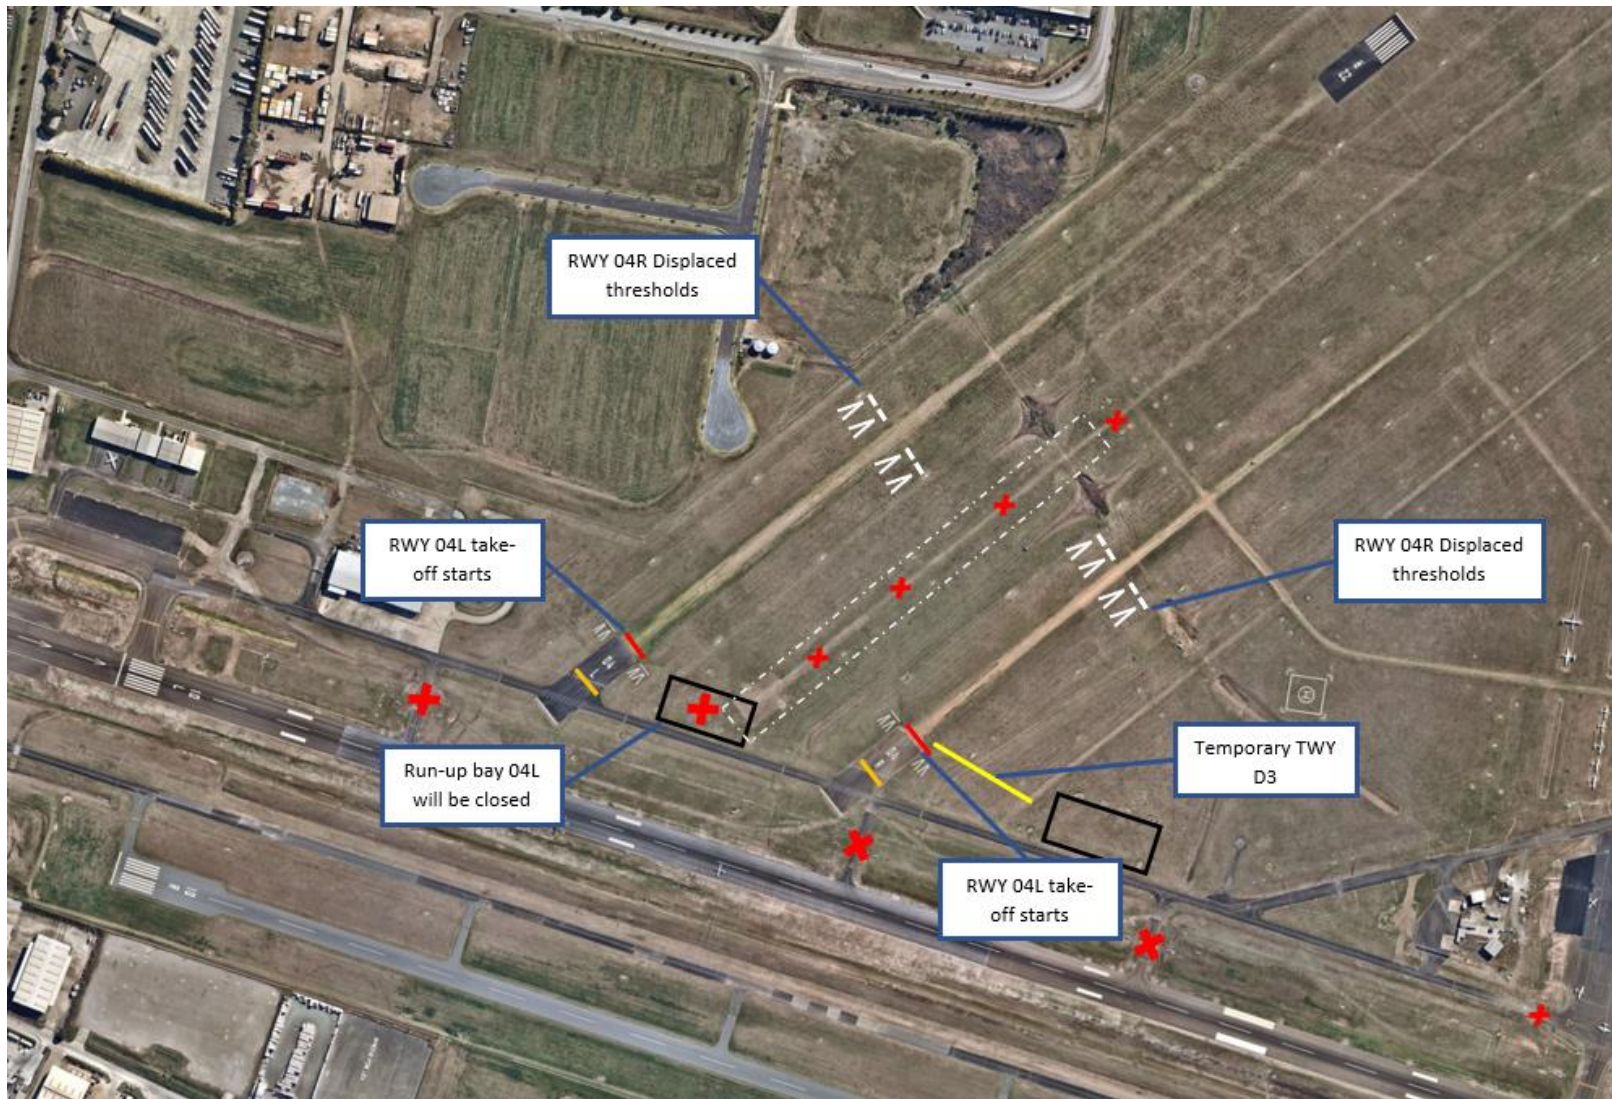 RWY 04R Displaced
thresholds
RWY 04L take-
off starts
RWY 04R Displaced
thresholds
Run-up bay 04L
will be closed
Temporary TWY
D3
RWY 04L take-
off starts
H